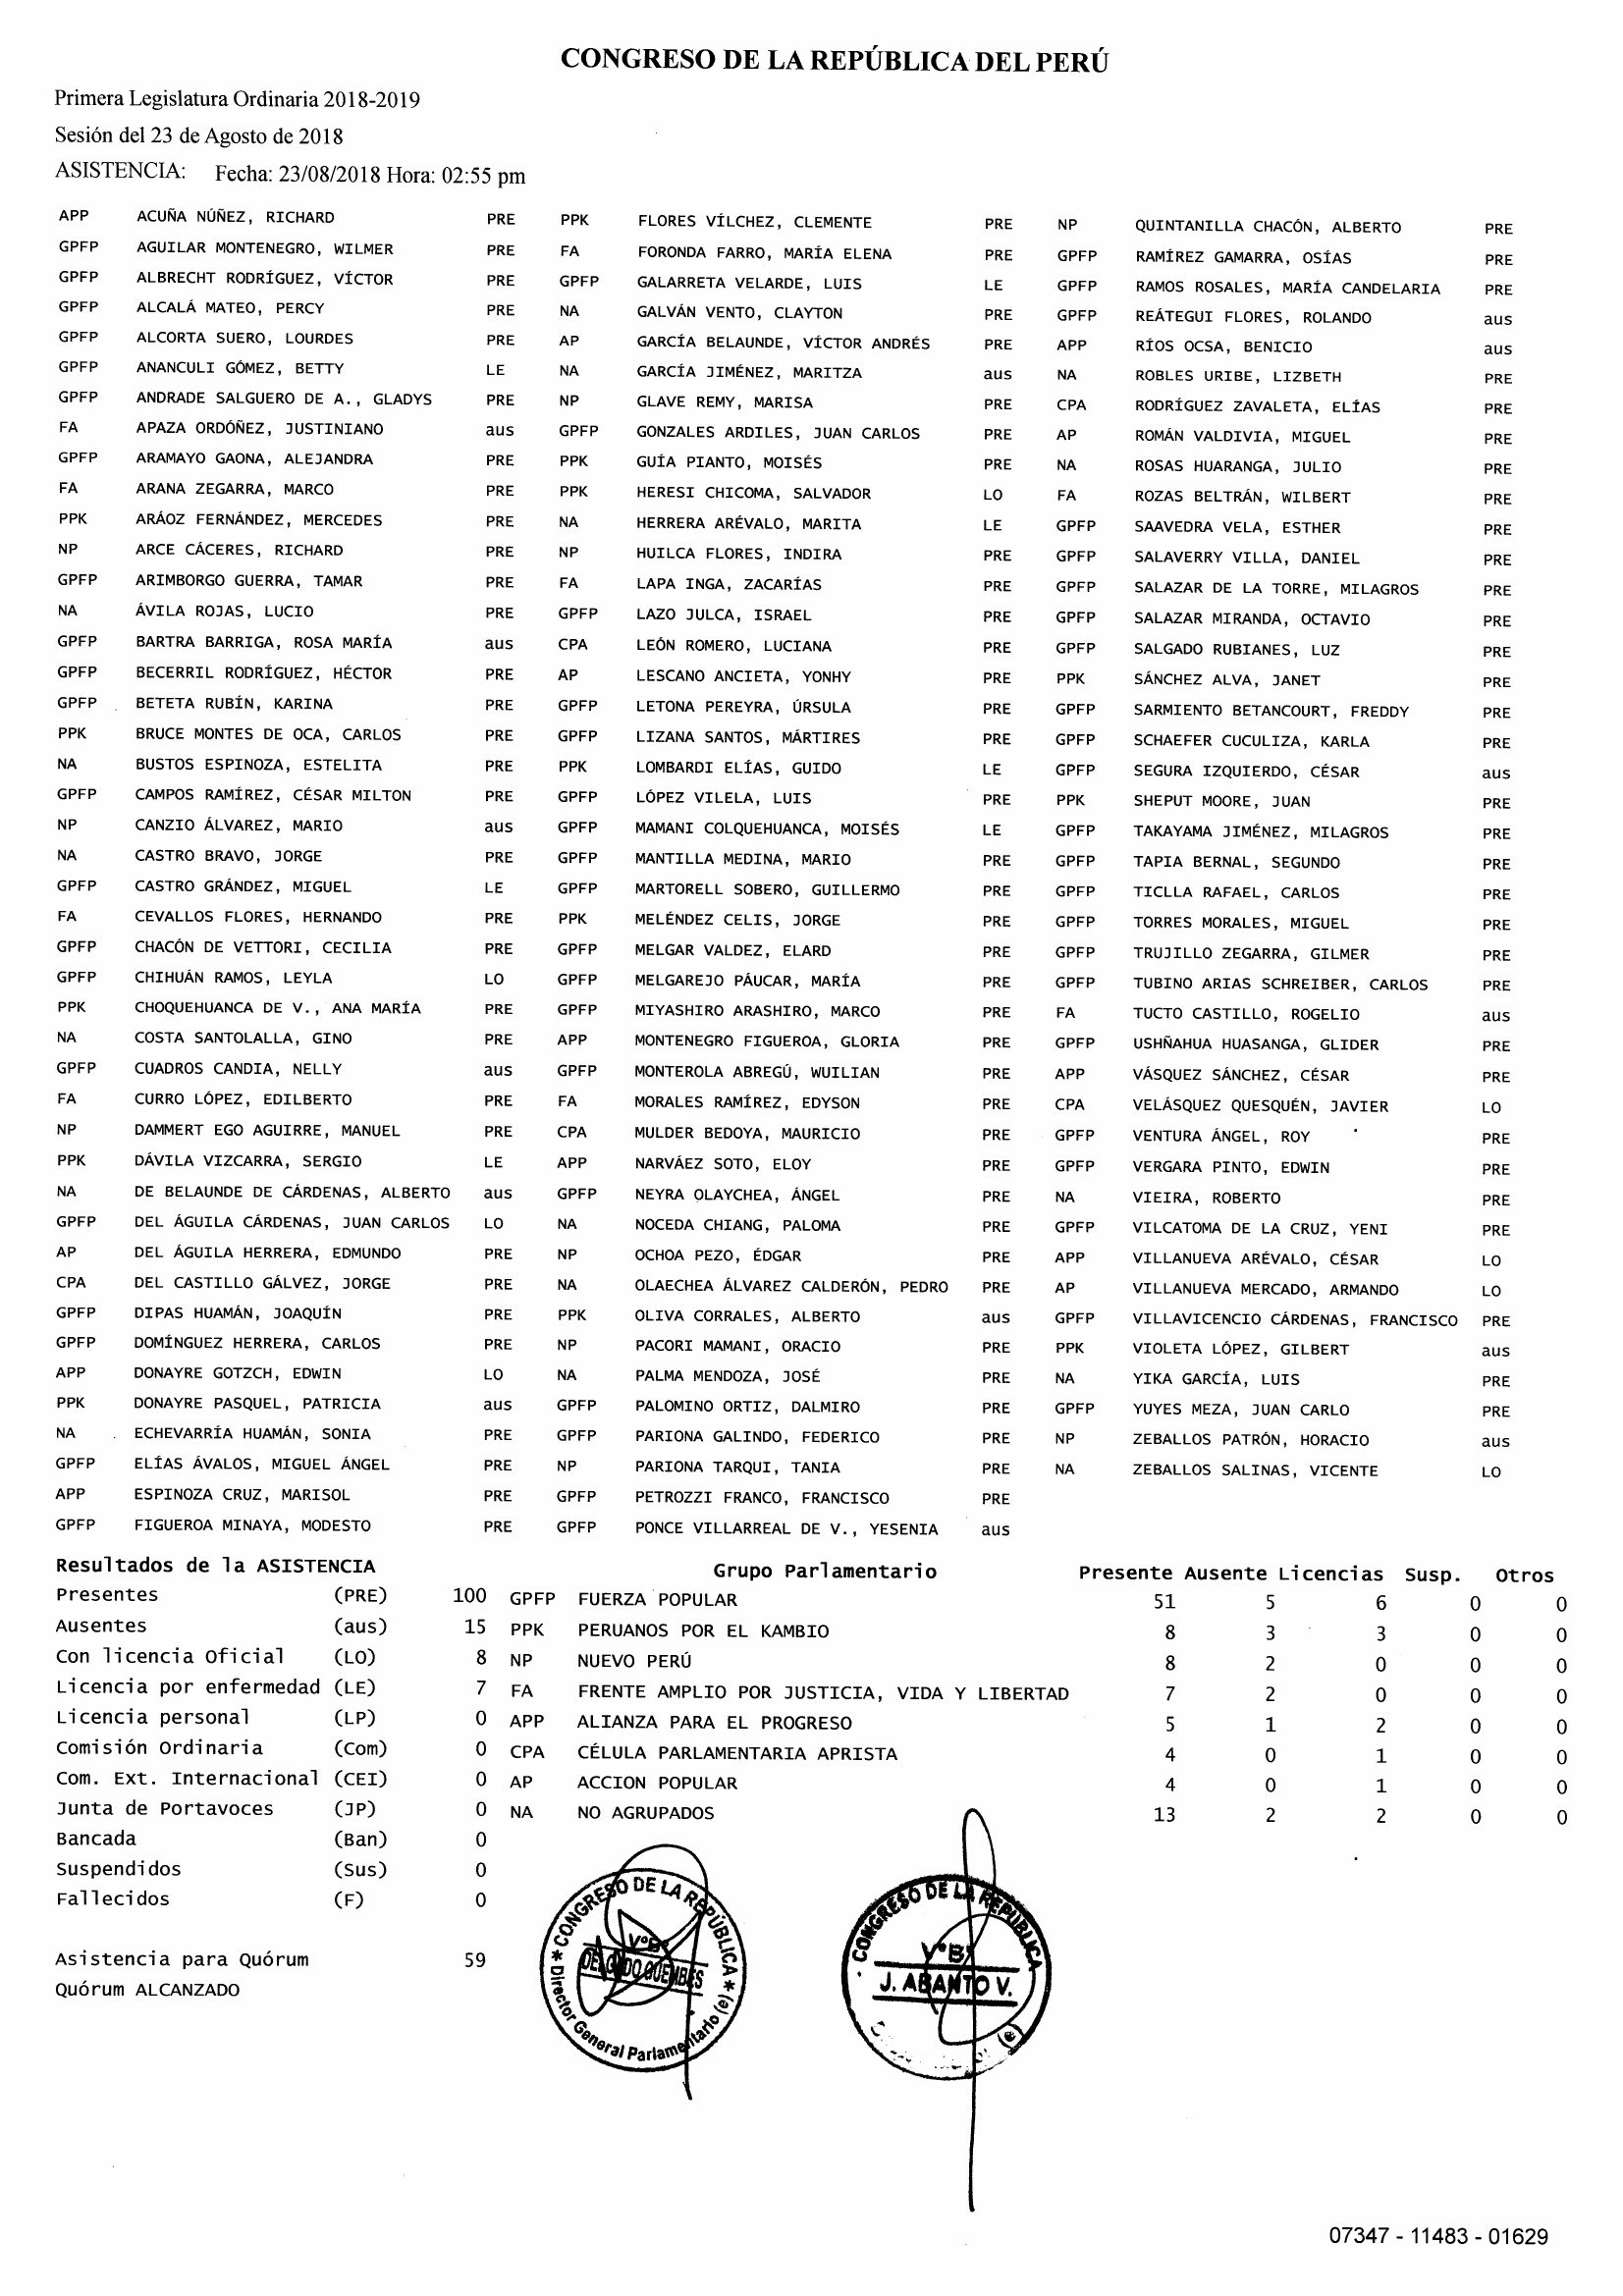 CONGRESO DE LA REPÚBLICA DEL PERÚ
Primera Legislatura Ordinaria 2018-2019
Sesión del 23 de Agosto de 2018
ASISTENCIA: Fecha: 23/08/2018 Hora: 02:55 pm
APP ACUÑA NÚÑEZ, RICHARD PRE
GPFP AGUILAR MONTENEGRO, WILMER PRE
GPFP ALBRECHT RODRÍGUEZ, VÍCTOR PRE
GPFP ALCALÁ MATEO, PERCY PRE
GPFP ALCORTA SUERO, LOURDES PRE
GPFP ANANCULI GÓMEZ, BETTY LE
GPFP ANDRADE SALGUERO DE A., GLADYS PRE
FA APAZA ORDÓÑEZ, JUSTINIANO aus
GPFP ARAMAYO GAONA, ALEJANDRA PRE
FA ARANA ZEGARRA, MARCO PRE
PPK ARÁOZ FERNÁNDEZ, MERCEDES PRE
NP ARCE CÁCERES, RICHARD PRE
GPFP ARIMBORGO GUERRA, TAMAR PRE
NA ÁVILA ROJAS, LUCIO PRE
GPFP BARTRA BARRIGA, ROSA MARÍA aus
GPFP BECERRIL RODRÍGUEZ, HÉCTOR PRE
GPFP BETETA RUBÍN, KARINA PRE
PPK BRUCE MONTES DE OCA, CARLOS PRE
NA BUSTOS ESPINOZA, ESTELITA PRE
GPFP CAMPOS RAMÍREZ, CÉSAR MILTON PRE
NP CANZIO ÁLVAREZ, MARIO aus
NA CASTRO BRAVO, JORGE PRE
GPFP CASTRO GRÁNDEZ, MIGUEL LE
FA CEVALLOS FLORES, HERNANDO PRE
GPFP CHACÓN DE VETTORI, CECILIA PRE
GPFP CHIHUÁN RAMOS, LEYLA LO
PPK CHOQUEHUANCA DE V., ANA MARÍA PRE
NA COSTA SANTOLALLA, GINO PRE
GPFP CUADROS CANDIA, NELLY aus
FA CURRO LÓPEZ, EDILBERTO PRE
NP DAMMERT EGO AGUIRRE, MANUEL PRE
PPK DÁVILA VIZCARRA, SERGIO LE
NA DE BELAUNDE DE CÁRDENAS, ALBERTO aus
GPFP DEL ÁGUILA CÁRDENAS, JUAN CARLOS LO
AP DEL ÁGUILA HERRERA, EDMUNDO PRE
CPA DEL CASTILLO GÁLVEZ, JORGE PRE
GPFP DIPAS HUAMÁN, JOAQUÍN PRE
GPFP DOMÍNGUEZ HERRERA, CARLOS PRE
APP DONAYRE GOTZCH, EDWIN LO
PPK DONAYRE PASQUEL, PATRICIA aus
NA ECHEVARRÍA HUAMÁN, SONIA PRE
GPFP ELÍAS ÁVALOS, MIGUEL ÁNGEL PRE
APP ESPINOZA CRUZ, MARISOL PRE
GPFP FIGUEROA MINAYA, MODESTO PRE
PPK FLORES VÍLCHEZ, CLEMENTE PRE
FA FORONDA FARRO, MARÍA ELENA PRE
GPFP GALARRETA VELARDE, LUIS LE
NA GALVÁN VENTO, CLAYTON PRE
AP GARCÍA BELAUNDE, VÍCTOR ANDRÉS PRE
NA GARCÍA JIMÉNEZ, MARITZA aus
NP GLAVE REMY, MARISA PRE
GPFP GONZALES ARDILES, JUAN CARLOS PRE
PPK GUÍA PIANTO, MOISÉS PRE
PPK HERESI CHICOMA, SALVADOR LO
NA HERRERA ARÉVALO, MARITA LE
NP HUILCA FLORES, INDIRA PRE
FA LAPA INGA, ZACARÍAS PRE
GPFP LAZO JULCA, ISRAEL PRE
CPA LEÓN ROMERO, LUCIANA PRE
AP LESCANO ANCIETA, YONHY PRE
GPFP LETONA PEREYRA, ÚRSULA PRE
GPFP LIZANA SANTOS, MÁRTIRES PRE
PPK LOMBARDI ELÍAS, GUIDO LE
GPFP LÓPEZ VILELA, LUIS PRE
GPFP MAMANI COLQUEHUANCA, MOISÉS LE
GPFP MANTILLA MEDINA, MARIO PRE
GPFP MARTORELL SOBERO, GUILLERMO PRE
PPK MELÉNDEZ CELIS, JORGE PRE
GPFP MELGAR VALDEZ, ELARD PRE
GPFP MELGAREJO PÁUCAR, MARÍA PRE
GPFP MIYASHIRO ARASHIRO, MARCO PRE
APP MONTENEGRO FIGUEROA, GLORIA PRE
GPFP MONTEROLA ABREGÚ, WUILIAN PRE
FA MORALES RAMÍREZ, EDYSON PRE
CPA MULDER BEDOYA, MAURICIO PRE
APP NARVÁEZ SOTO, ELOY PRE
GPFP NEYRA OLAYCHEA, ÁNGEL PRE
NA NOCEDA CHIANG, PALOMA PRE
NP OCHOA PEZO, ÉDGAR PRE
NA OLAECHEA ÁLVAREZ CALDERÓN, PEDRO PRE
PPK OLIVA CORRALES, ALBERTO aus
NP PACORI MAMANI, ORACIO PRE
NA PALMA MENDOZA, JOSÉ PRE
GPFP PALOMINO ORTIZ, DALMIRO PRE
GPFP PARIONA GALINDO, FEDERICO PRE
NP PARIONA TARQUI, TANIA PRE
GPFP PETROZZI FRANCO, FRANCISCO PRE
GPFP PONCE VILLARREAL DE V., YESENIA aus
NP QUINTANILLA CHACÓN, ALBERTO PRE
GPFP RAMÍREZ GAMARRA, OSÍAS PRE
GPFP RAMOS ROSALES, MARÍA CANDELARIA PRE
GPFP REÁTEGUI FLORES, ROLANDO aus
APP RÍOS OCSA, BENICIO aus
NA ROBLES URIBE, LIZBETH PRE
CPA RODRÍGUEZ ZAVALETA, ELÍAS PRE
AP ROMÁN VALDIVIA, MIGUEL PRE
NA ROSAS HUARANGA, JULIO PRE
FA ROZAS BELTRÁN, WILBERT PRE
GPFP SAAVEDRA VELA, ESTHER PRE
GPFP SALAVERRY VILLA, DANIEL PRE
GPFP SALAZAR DE LA TORRE, MILAGROS PRE
GPFP SALAZAR MIRANDA, OCTAVIO PRE
GPFP SALGADO RUBIANES, LUZ PRE
PPK SÁNCHEZ ALVA, JANET PRE
GPFP SARMIENTO BETANCOURT, FREDDY PRE
GPFP SCHAEFER CUCULIZA, KARLA PRE
GPFP SEGURA IZQUIERDO, CÉSAR aus
PPK SHEPUT MOORE, JUAN PRE
GPFP TAKAYAMA JIMÉNEZ, MILAGROS PRE
GPFP TAPIA BERNAL, SEGUNDO PRE
GPFP TICLLA RAFAEL, CARLOS PRE
GPFP TORRES MORALES, MIGUEL PRE
GPFP TRUJILLO ZEGARRA, GILMER PRE
GPFP TUBINO ARIAS SCHREIBER, CARLOS PRE
FA TUCTO CASTILLO, ROGELIO aus
GPFP USHÑAHUA HUASANGA, GLIDER PRE
APP VÁSQUEZ SÁNCHEZ, CÉSAR PRE
CPA VELÁSQUEZ QUESQUÉN, JAVIER LO
GPFP VENTURA ÁNGEL, ROY PRE
GPFP VERGARA PINTO, EDWIN PRE
NA VIEIRA, ROBERTO PRE
GPFP VILCATOMA DE LA CRUZ, YENI PRE
APP VILLANUEVA ARÉVALO, CÉSAR LO
AP VILLANUEVA MERCADO, ARMANDO LO
GPFP VILLAVICENCIO CÁRDENAS, FRANCISCO PRE
PPK VIOLETA LÓPEZ, GILBERT aus
NA YIKA GARCÍA, LUIS PRE
GPFP YUYES MEZA, JUAN CARLO PRE
NP ZEBALLOS PATRÓN, HORACIO aus
NA ZEBALLOS SALINAS, VICENTE LO
Resultados de la ASISTENCIA
Presentes (PRE) 100
Ausentes (aus) 15
Con licencia Oficial (LO) 8
Licencia por enfermedad (LE) 7
Licencia personal (LP) 0
Comisión Ordinaria (Com) 0
Com. Ext. Internacional (CEI) 0
Junta de Portavoces (JP) 0
Bancada (Ban) 0
Suspendidos (Sus) 0
Fallecidos (F) 0
Asistencia para Quórum 59
Quórum ALCANZADO
Grupo Parlamentario Presente Ausente Licencias Susp. Otros
GPFP FUERZA POPULAR 51 5 6 0 0
PPK PERUANOS POR EL KAMBIO 8 3 3 0 0
NP NUEVO PERÚ 8 2 0 0 0
FA FRENTE AMPLIO POR JUSTICIA, VIDA Y LIBERTAD 7 2 0 0 0
APP ALIANZA PARA EL PROGRESO 5 1 2 0 0
CPA CÉLULA PARLAMENTARIA APRISTA 4 0 1 0 0
AP ACCION POPULAR 4 0 1 0 0
NA NO AGRUPADOS 13 2 2 0 0
* CONGRESO DE LA REPÚBLICA *
V°B°
DELGADO GUEMBES
Director General Parlamentario (e)
CONGRESO DE LA REPÚBLICA
V°B°
J. ABANTO V.
(e)
07347 - 11483 - 01629